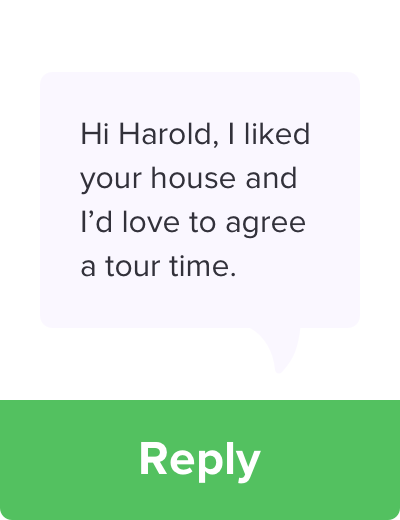 Hi Harold, I liked
your house and
I’d love to agree
a tour time.
Reply